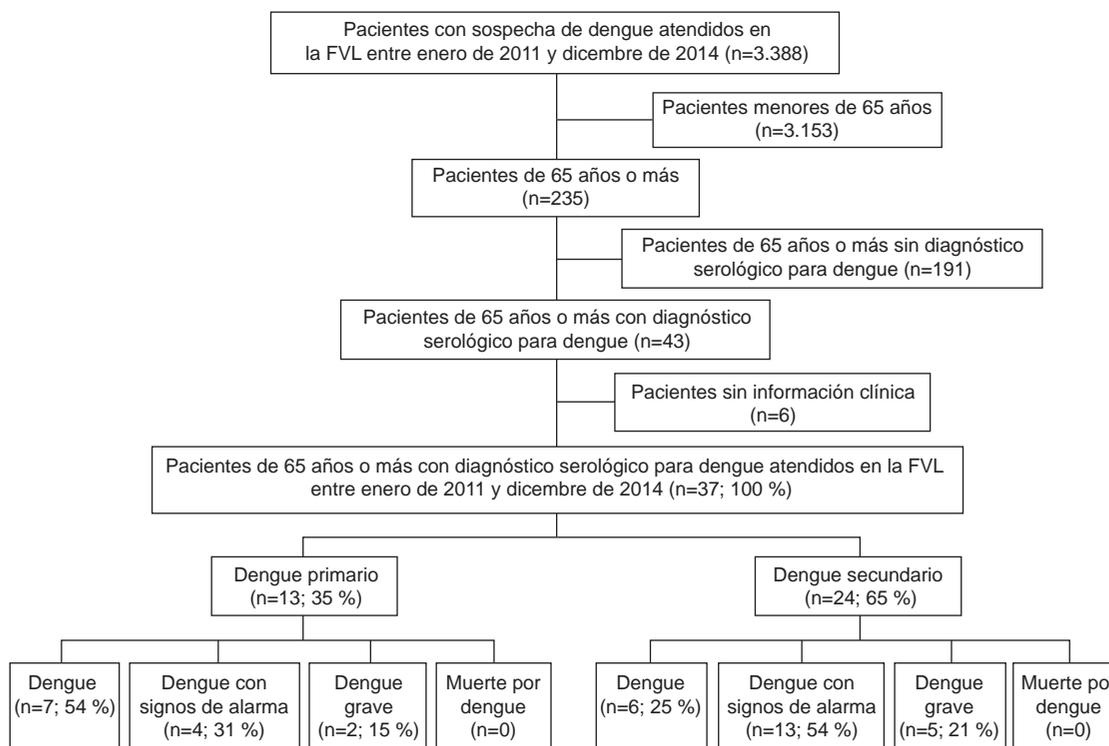 Pacientes con sospecha de dengue atendidos en
la FVL entre enero de 2011 y dicembre de 2014 (n=3.388)
Pacientes menores de 65 años
(n=3.153)
Pacientes de 65 años o más
(n=235)
Pacientes de 65 años o más sin diagnóstico
serológico para dengue (n=191)
Pacientes de 65 años o más con diagnóstico
serológico para dengue (n=43)
Pacientes sin información clínica
(n=6)
Pacientes de 65 años o más con diagnóstico serológico para dengue atendidos en la FVL
entre enero de 2011 y dicembre de 2014 (n=37; 100 %)
Dengue primario
(n=13; 35 %)
Dengue secundario
(n=24; 65 %)
Dengue
(n=7; 54 %)
Dengue con
signos de alarma
(n=4; 31 %)
Dengue
grave
(n=2; 15 %)
Muerte por
dengue
(n=0)
Dengue
(n=6; 25 %)
Dengue con
signos de alarma
(n=13; 54 %)
Dengue
grave
(n=5; 21 %)
Muerte por
dengue
(n=0)